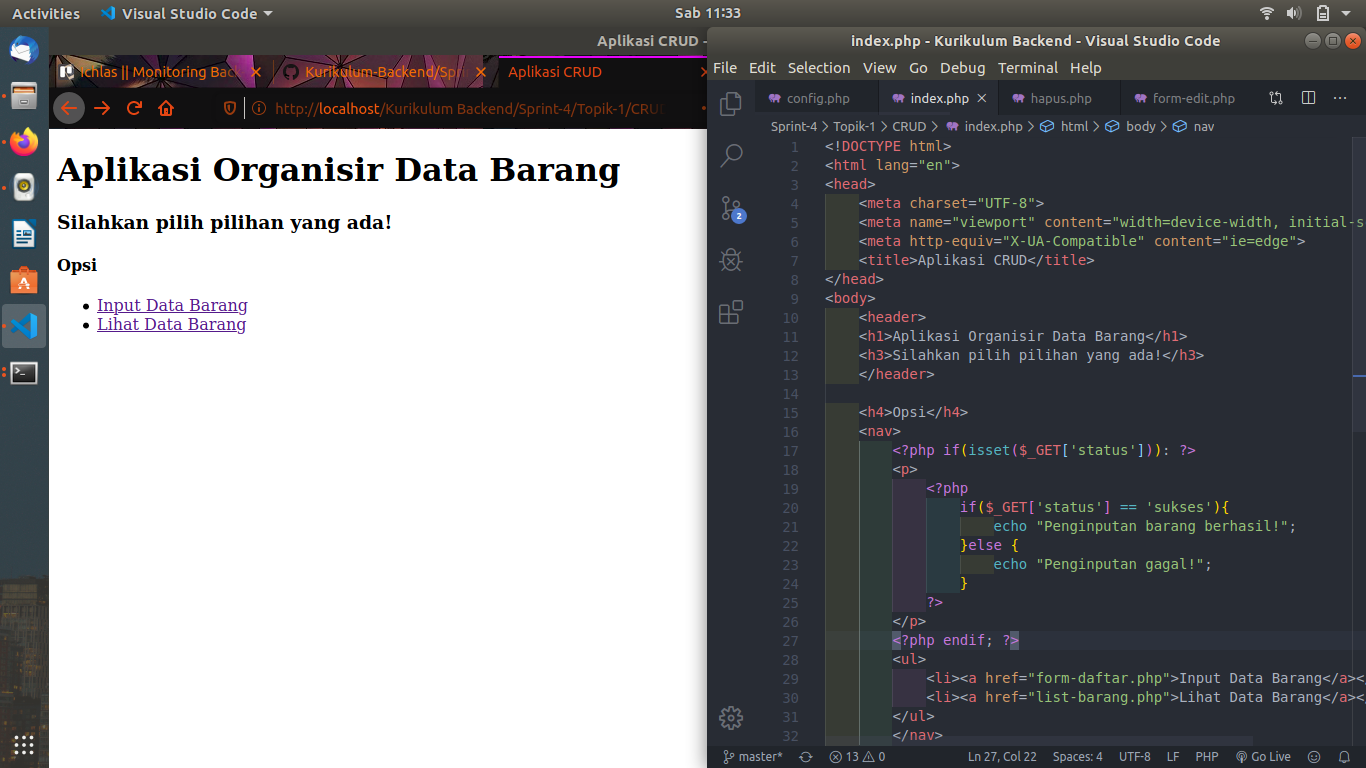 Activities
Visual Studio Code
Sab 11:33
Aplikasi CRUD -
Ichlas || Monitoring Bac
Kurikulum-Backend/Spri
Aplikasi CRUD
http://localhost/Kurikulum Backend/Sprint-4/Topik-1/CRUD
Aplikasi Organisir Data Barang
Silahkan pilih pilihan yang ada!
Opsi
Input Data Barang
Lihat Data Barang
index.php - Kurikulum Backend - Visual Studio Code
File Edit Selection View Go Debug Terminal Help
config.php index.php hapus.php form-edit.php
Sprint-4 > Topik-1 > CRUD > index.php > html > body > nav
2
1 <!DOCTYPE html>
2 <html lang="en">
3 <head>
4 <meta charset="UTF-8">
5 <meta name="viewport" content="width=device-width, initial-s
6 <meta http-equiv="X-UA-Compatible" content="ie=edge">
7 <title>Aplikasi CRUD</title>
8 </head>
9 <body>
10 <header>
11 <h1>Aplikasi Organisir Data Barang</h1>
12 <h3>Silahkan pilih pilihan yang ada!</h3>
13 </header>
14
15 <h4>Opsi</h4>
16 <nav>
17 <?php if(isset($_GET['status'])): ?>
18 <p>
19 <?php
20 if($_GET['status'] == 'sukses'){
21 echo "Penginputan barang berhasil!";
22 }else {
23 echo "Penginputan gagal!";
24 }
25 ?>
26 </p>
27 <?php endif; ?>
28 <ul>
29 <li><a href="form-daftar.php">Input Data Barang</a></
30 <li><a href="list-barang.php">Lihat Data Barang</a></
31 </ul>
32 </nav>
master* 13 0 Ln 27, Col 22 Spaces: 4 UTF-8 LF PHP Go Live